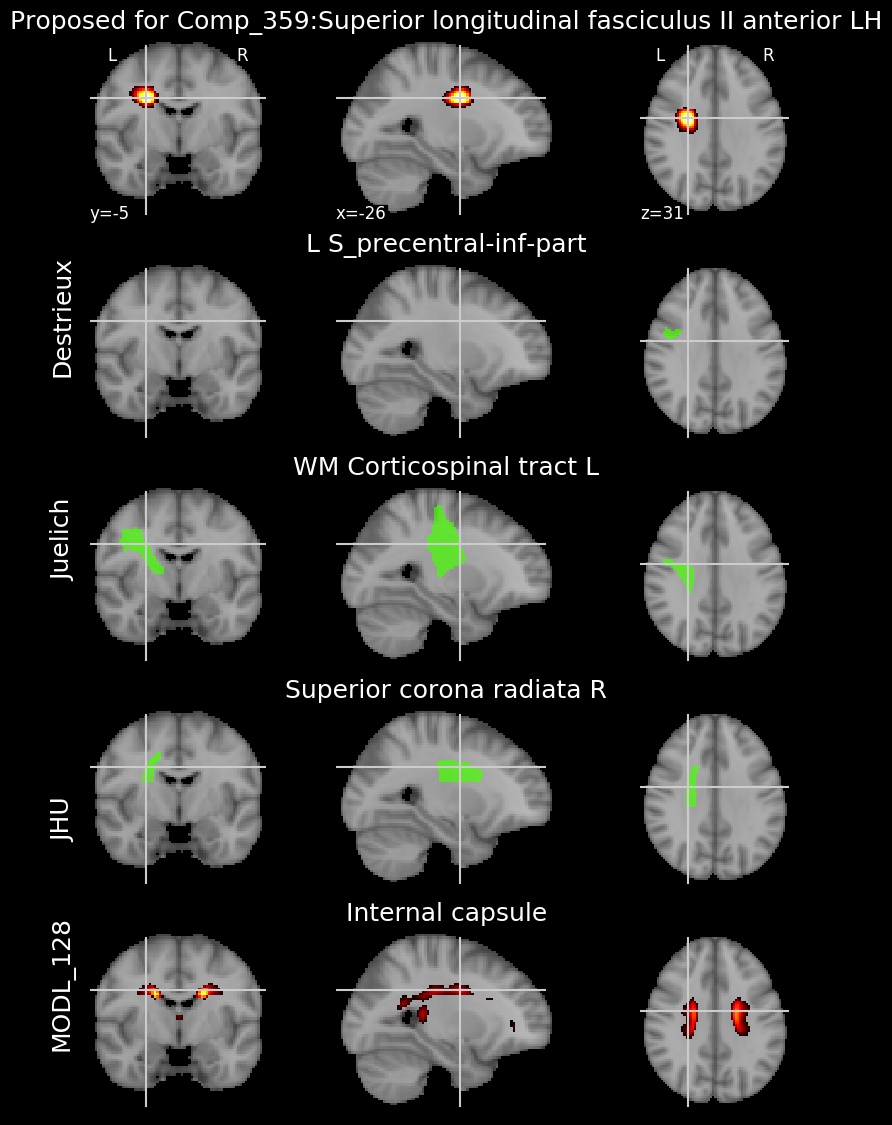 Proposed for Comp_359:Superior longitudinal fasciculus II anterior LH
L R L R
y=-5 x=-26 z=31
L S_precentral-inf-part
Destrieux
WM Corticospinal tract L
Juelich
Superior corona radiata R
JHU
Internal capsule
MODL_128